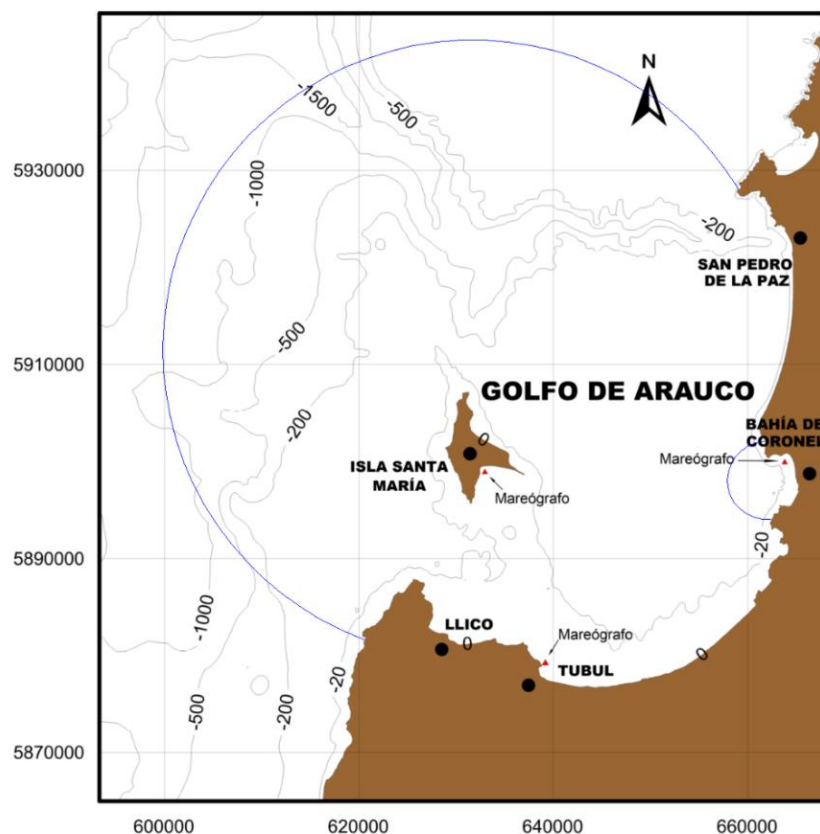 N
-1500
-500
-1000
5930000
-200
SAN PEDRO
DE LA PAZ
-500
5910000
GOLFO DE ARAUCO
-200
BAHÍA DE
CORONEL
0
Mareógrafo
ISLA SANTA
MARÍA
Mareógrafo
-20
5890000
-1000
LLICO
0
Mareógrafo
TUBUL
0
-20
-500
-200
5870000
600000
620000
640000
660000